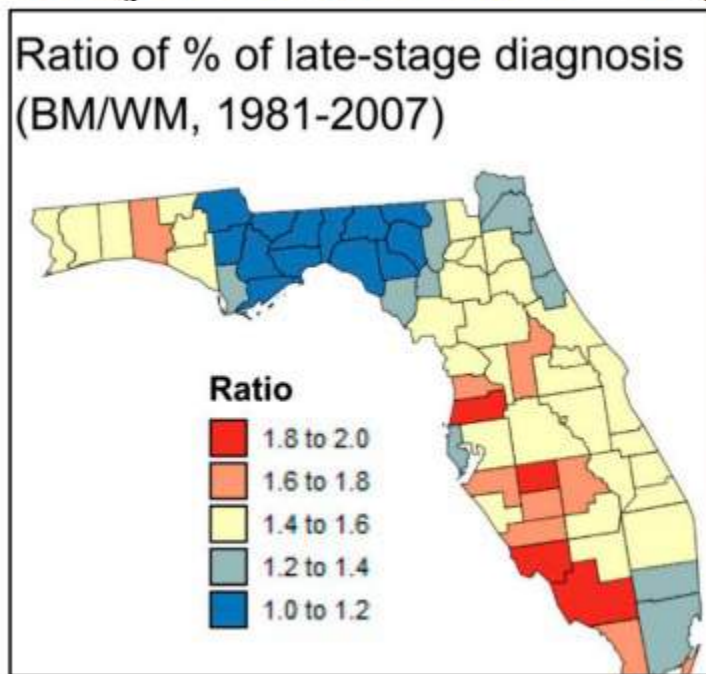 Ratio of % of late-stage diagnosis
(BM/WM, 1981-2007)
Ratio
1.8 to 2.0
1.6 to 1.8
1.4 to 1.6
1.2 to 1.4
1.0 to 1.2